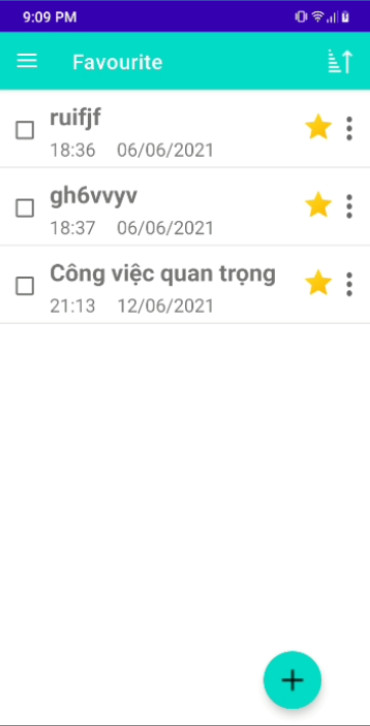 9:09 PM
Favourite
ruifjf
18:36 06/06/2021
gh6vvyv
18:37 06/06/2021
Công việc quan trọng
21:13 12/06/2021